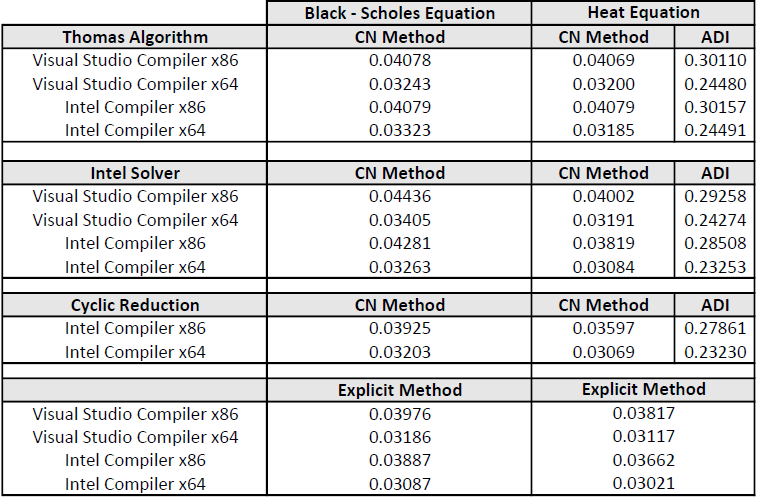 Black - Scholes Equation Heat Equation
Thomas Algorithm CN Method CN Method ADI
Visual Studio Compiler x86 0.04078 0.04069 0.30110
Visual Studio Compiler x64 0.03243 0.03200 0.24480
Intel Compiler x86 0.04079 0.04079 0.30157
Intel Compiler x64 0.03323 0.03185 0.24491
Intel Solver CN Method CN Method ADI
Visual Studio Compiler x86 0.04436 0.04002 0.29258
Visual Studio Compiler x64 0.03405 0.03191 0.24274
Intel Compiler x86 0.04281 0.03819 0.28508
Intel Compiler x64 0.03263 0.03084 0.23253
Cyclic Reduction CN Method CN Method ADI
Intel Compiler x86 0.03925 0.03597 0.27861
Intel Compiler x64 0.03203 0.03069 0.23230
Explicit Method Explicit Method
Visual Studio Compiler x86 0.03976 0.03817
Visual Studio Compiler x64 0.03186 0.03117
Intel Compiler x86 0.03887 0.03662
Intel Compiler x64 0.03087 0.03021